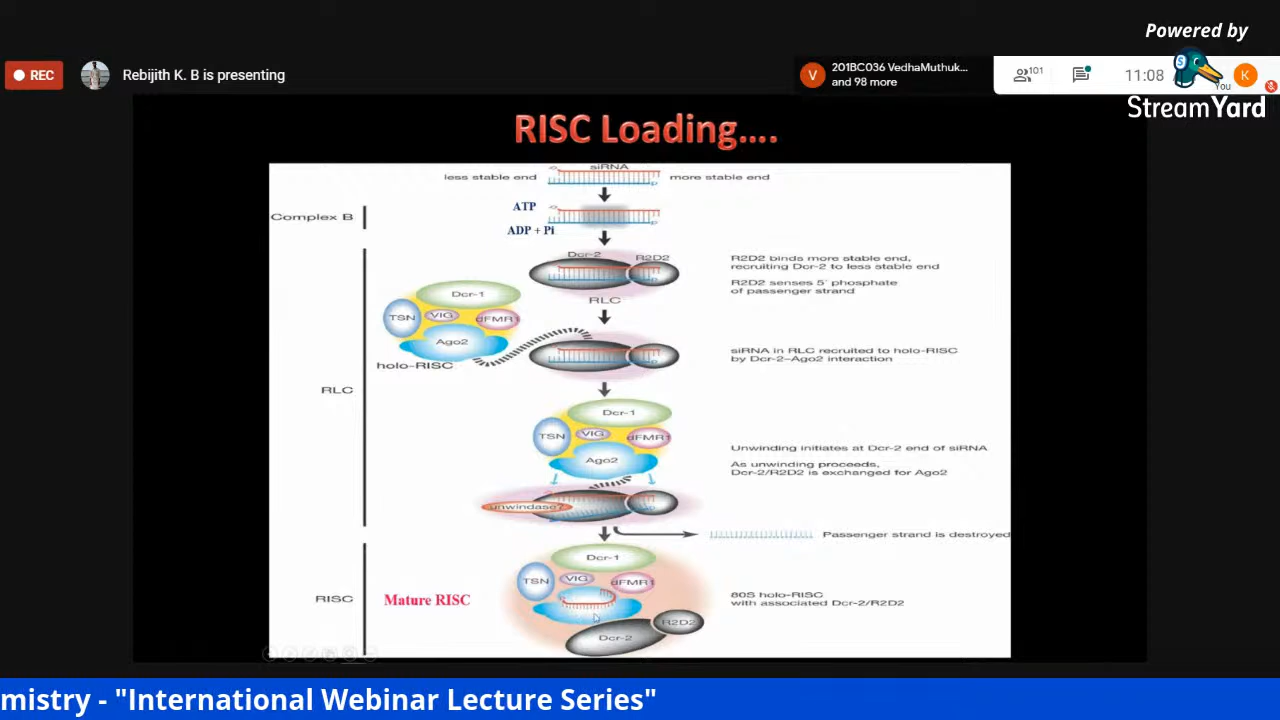 Powered by
REC
Rebijith K. B is presenting
V
201BC036 VedhaMuthuk...
and 98 more
101
11:08
You
K
StreamYard
RISC Loading....
siRNA
less stable end
more stable end
Complex B
ATP
ADP + Pi
Dcr-2
R2D2
RLC
R2D2 binds more stable end,
recruiting Dcr-2 to less stable end
R2D2 senses 5' phosphate
of passenger strand
Dcr-1
TSN
VIG
dFMR1
Ago2
holo-RISC
siRNA in RLC recruited to holo-RISC
by Dcr-2–Ago2 interaction
RLC
Dcr-1
TSN
VIG
dFMR1
Ago2
Unwinding initiates at Dcr-2 end of siRNA
As unwinding proceeds,
Dcr-2/R2D2 is exchanged for Ago2
unwindase?
Passenger strand is destroyed
RISC
Mature RISC
Dcr-1
TSN
VIG
dFMR1
R2D2
Dcr-2
80S holo-RISC
with associated Dcr-2/R2D2
mistry - "International Webinar Lecture Series"